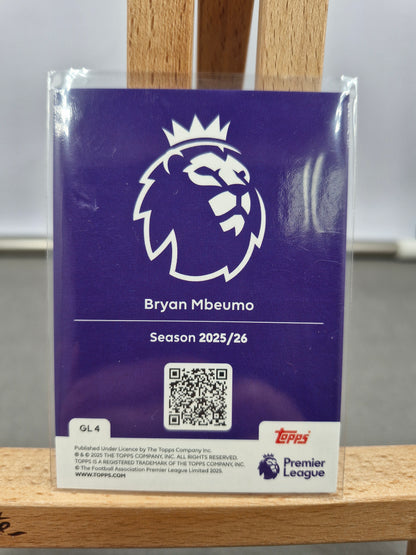 Bryan Mbeumo
Season 2025/26
GL 4
TOPPS
Published Under Licence by The Topps Company Inc.
® & © 2025 THE TOPPS COMPANY, INC. ALL RIGHTS RESERVED.
TOPPS IS A REGISTERED TRADEMARK OF THE TOPPS COMPANY, INC.
© The Football Association Premier League Limited 2025.
WWW.TOPPS.COM
Premier
League